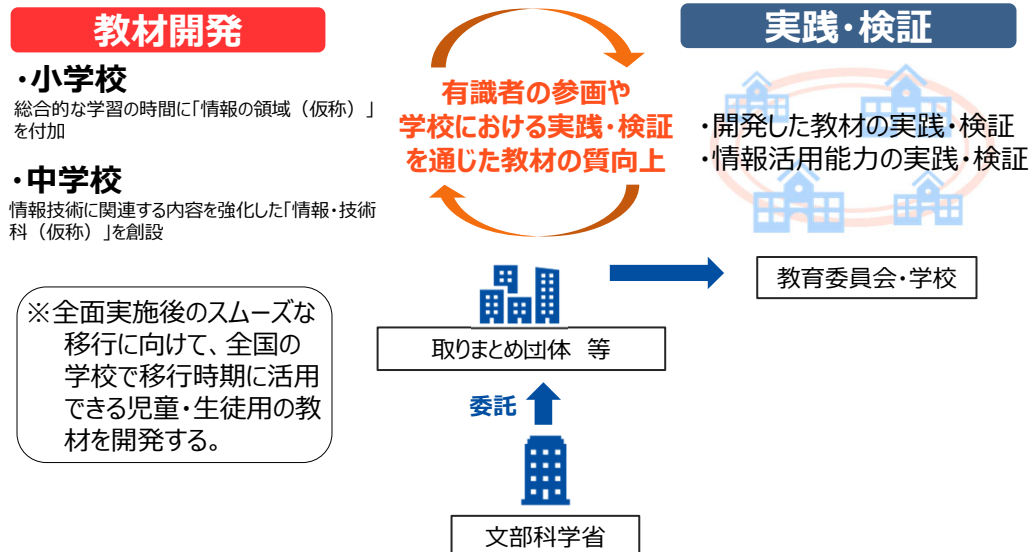 教材開発
・小学校
総合的な学習の時間に「情報の領域（仮称）」
を付加
・中学校
情報技術に関連する内容を強化した「情報・技術
科（仮称）」を創設
※全面実施後のスムーズな
移行に向けて、全国の
学校で移行時期に活用
できる児童・生徒用の教
材を開発する。
有識者の参画や
学校における実践・検証
を通じた教材の質向上
実践・検証
・開発した教材の実践・検証
・情報活用能力の実践・検証
教育委員会・学校
取りまとめ団体 等
委託
文部科学省